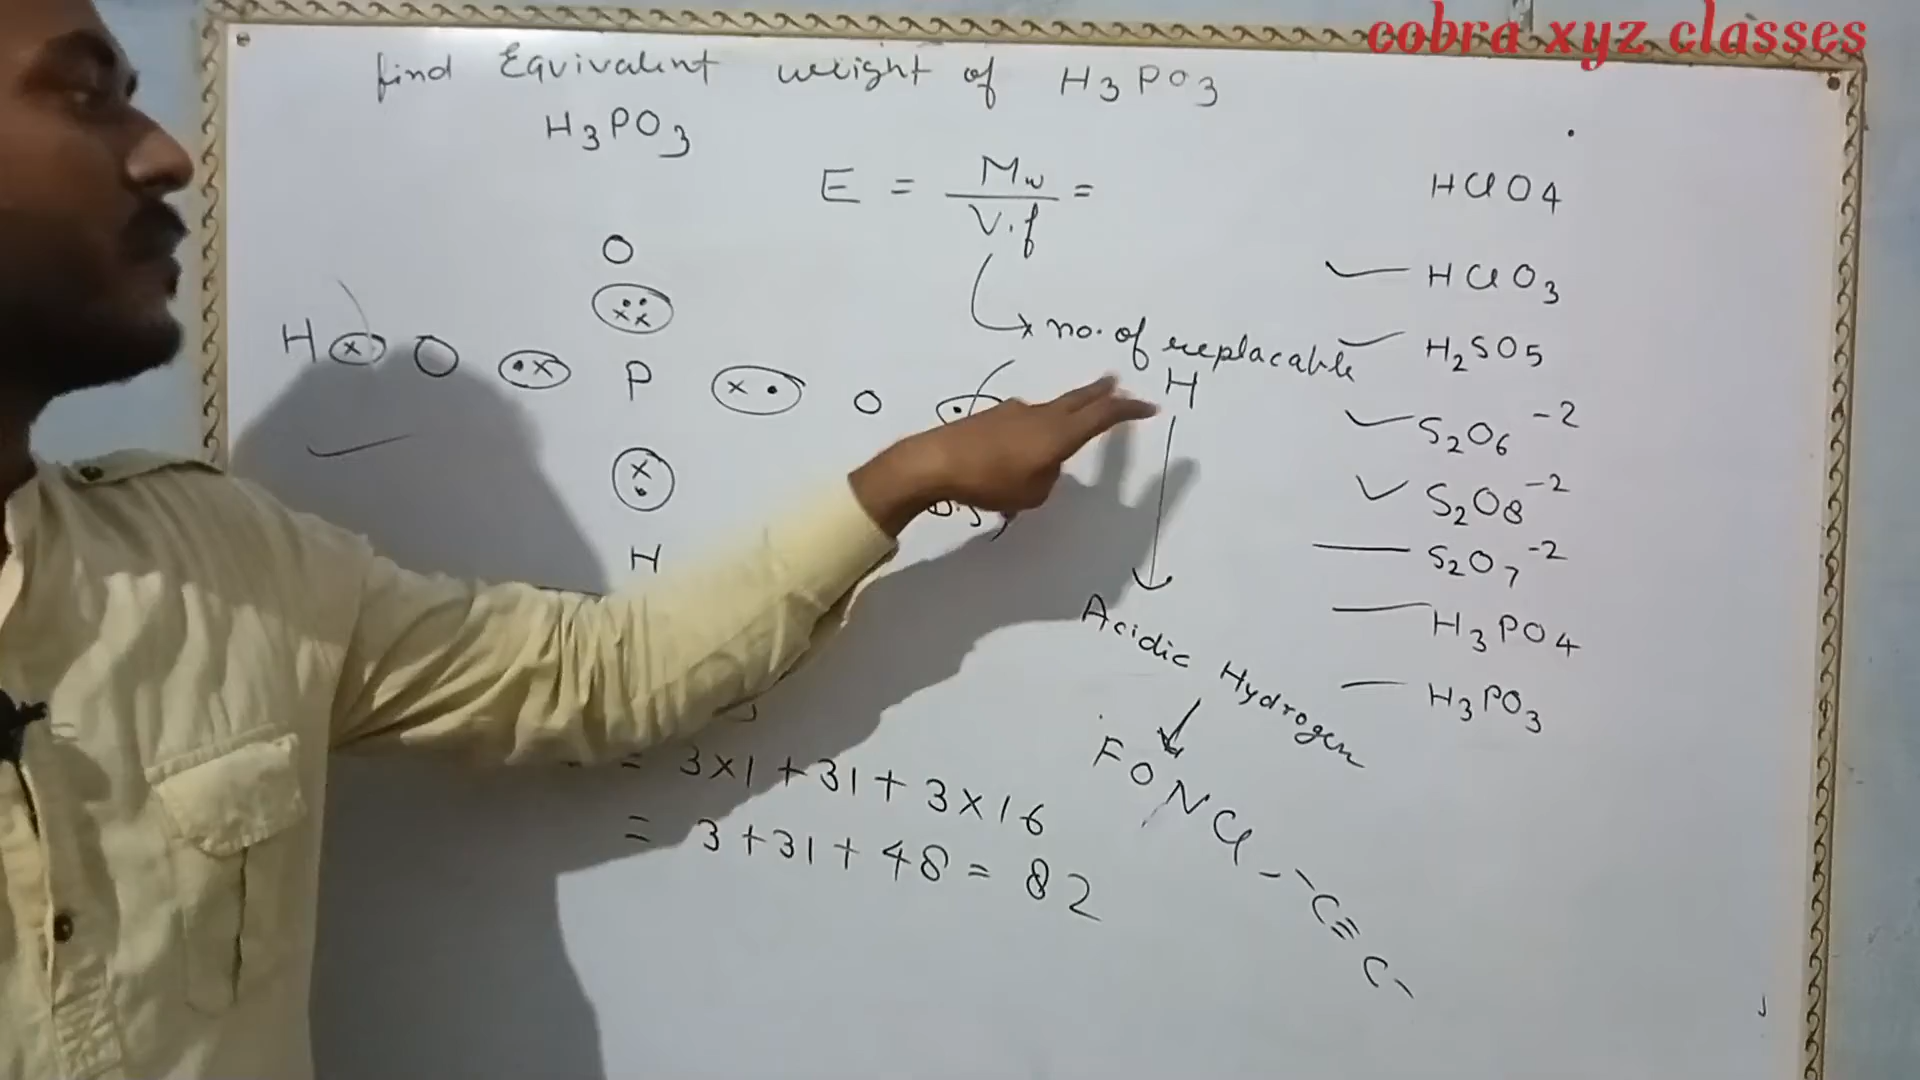 cobra xyz classes
find Equivalent weight of H3PO3
H3PO3
E = Mw / V.f =
no. of replacable
H
Acidic Hydrogen
F O N Cl - C ≡ C -
O
H O P O
H
= 3×1 + 31 + 3×16
= 3 + 31 + 48 = 82
HClO4
HClO3
H2SO5
S2O6 -2
S2O8 -2
S2O7 -2
H3PO4
H3PO3